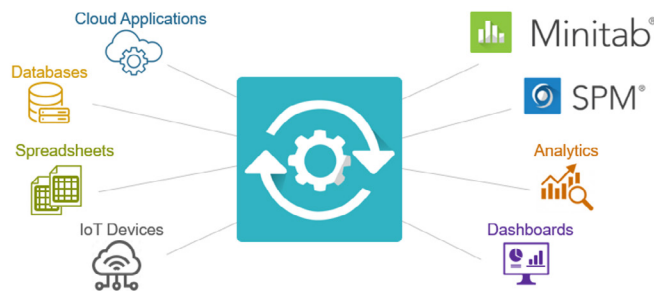 Cloud Applications
Databases
Spreadsheets
IoT Devices
Minitab®
SPM®
Analytics
Dashboards